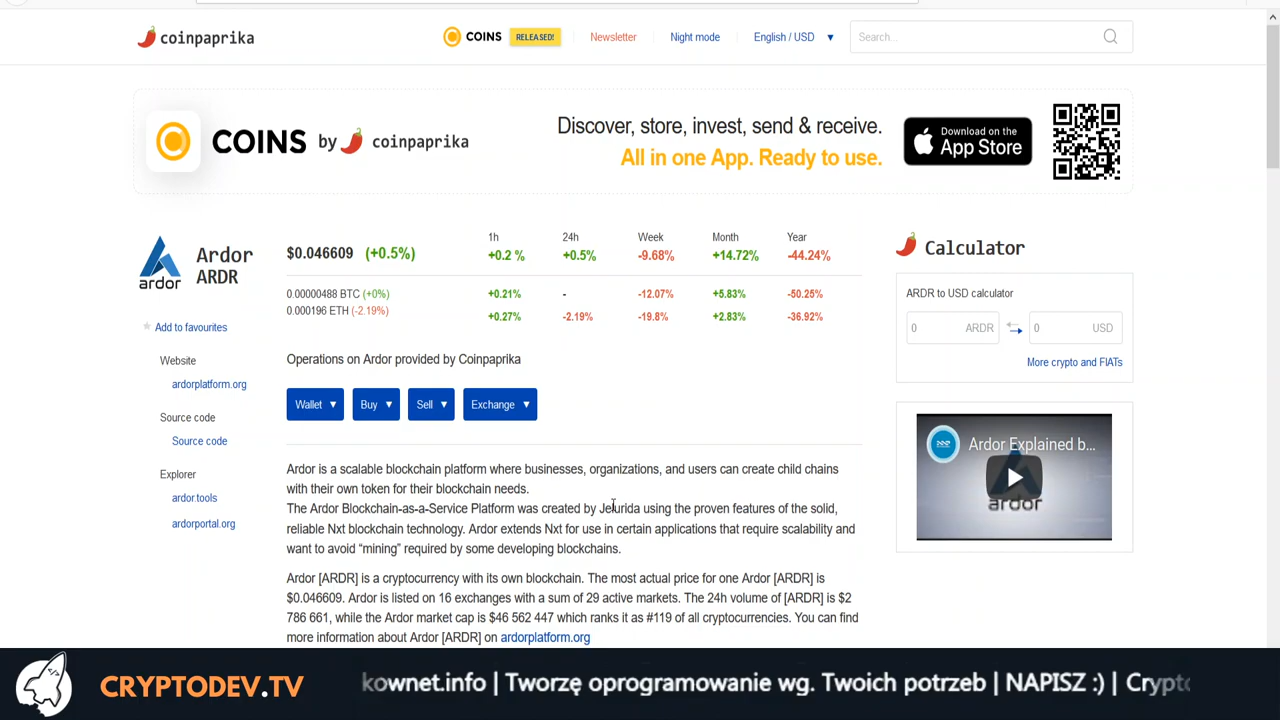 coinpaprika
COINS RELEASED! Newsletter Night mode English / USD ▼ Search...
COINS by coinpaprika
Discover, store, invest, send & receive.
All in one App. Ready to use.
Download on the
App Store
Ardor
ARDR
ardor
Add to favourites
Website
ardorplatform.org
Source code
Source code
Explorer
ardor.tools
ardorportal.org
1h 24h Week Month Year
$0.046609 (+0.5%) +0.2 % +0.5% -9.68% +14.72% -44.24%
0.00000488 BTC (+0%) +0.21% - -12.07% +5.83% -50.25%
0.000196 ETH (-2.19%) +0.27% -2.19% -19.8% +2.83% -36.92%
Operations on Ardor provided by Coinpaprika
Wallet ▼ Buy ▼ Sell ▼ Exchange ▼
Ardor is a scalable blockchain platform where businesses, organizations, and users can create child chains
with their own token for their blockchain needs.
The Ardor Blockchain-as-a-Service Platform was created by Jelurida using the proven features of the solid,
reliable Nxt blockchain technology. Ardor extends Nxt for use in certain applications that require scalability and
want to avoid “mining” required by some developing blockchains.
Ardor [ARDR] is a cryptocurrency with its own blockchain. The most actual price for one Ardor [ARDR] is
$0.046609. Ardor is listed on 16 exchanges with a sum of 29 active markets. The 24h volume of [ARDR] is $2
786 661, while the Ardor market cap is $46 562 447 which ranks it as #119 of all cryptocurrencies. You can find
more information about Ardor [ARDR] on ardorplatform.org
Calculator
ARDR to USD calculator
0 ARDR 0 USD
More crypto and FIATs
Ardor Explained b...
ardor
CRYPTODEV.TV
kownet.info | Tworzę oprogramowanie wg. Twoich potrzeb | NAPISZ :) | Crypto